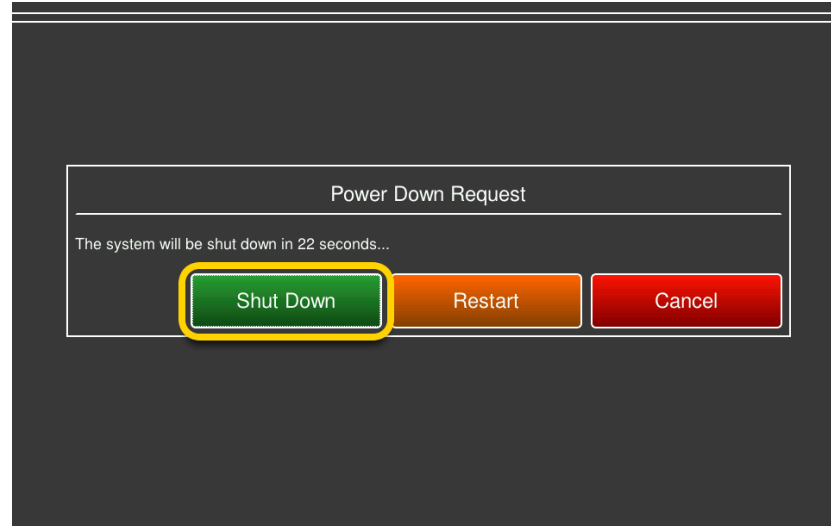 Power Down Request
The system will be shut down in 22 seconds...
Shut Down Restart Cancel